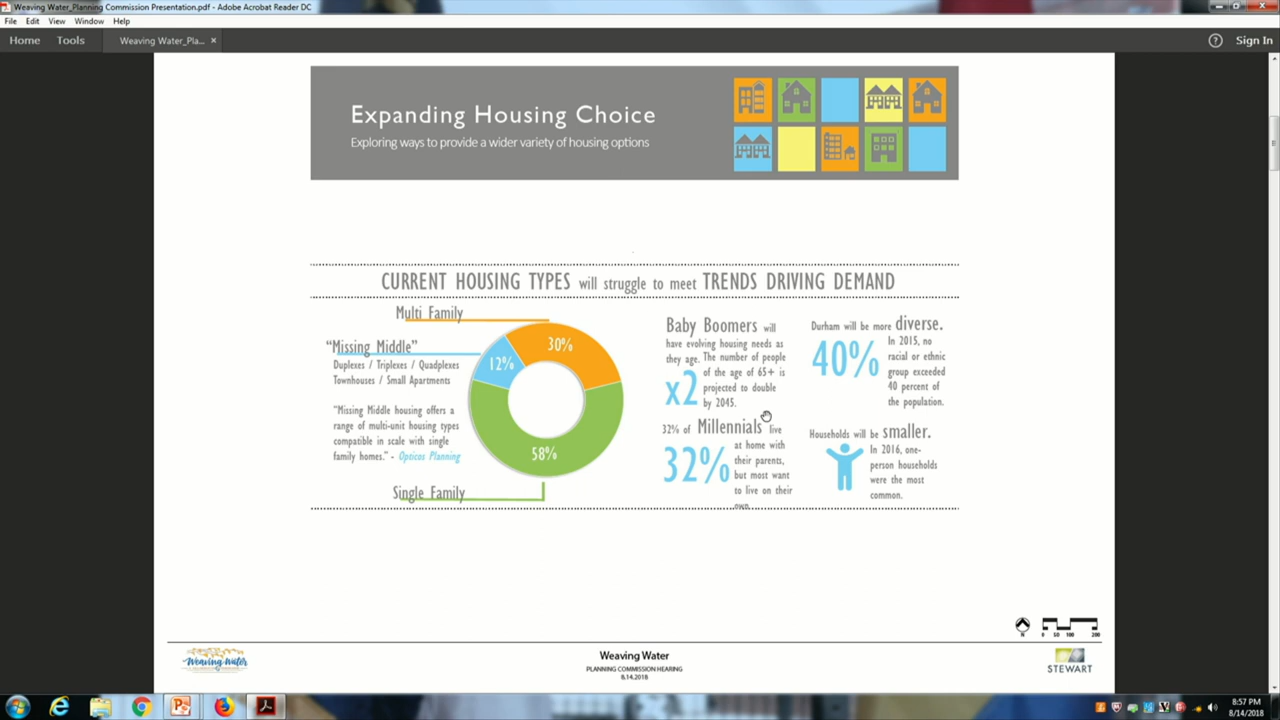 Weaving Water_Planning Commission Presentation.pdf - Adobe Acrobat Reader DC
File Edit View Window Help
Home Tools Weaving Water_Pla... × ? Sign In
Expanding Housing Choice
Exploring ways to provide a wider variety of housing options
CURRENT HOUSING TYPES will struggle to meet TRENDS DRIVING DEMAND
Multi Family
"Missing Middle"
Duplexes / Triplexes / Quadplexes
Townhouses / Small Apartments
"Missing Middle housing offers a
range of multi-unit housing types
compatible in scale with single
family homes." - Opticos Planning
Single Family
30%
12%
58%
Baby Boomers will
have evolving housing needs as
they age. The number of people
of the age of 65+ is
projected to double
by 2045.
x2
32% of Millennials live
at home with
their parents,
but most want
to live on their
own.
32%
Durham will be more diverse.
In 2015, no
racial or ethnic
group exceeded
40 percent of
the population.
40%
Households will be smaller.
In 2016, one-
person households
were the most
common.
N 0 50 100 200
Weaving Water
Weaving Water
PLANNING COMMISSION HEARING
8.14.2018
STEWART
8:57 PM
8/14/2018